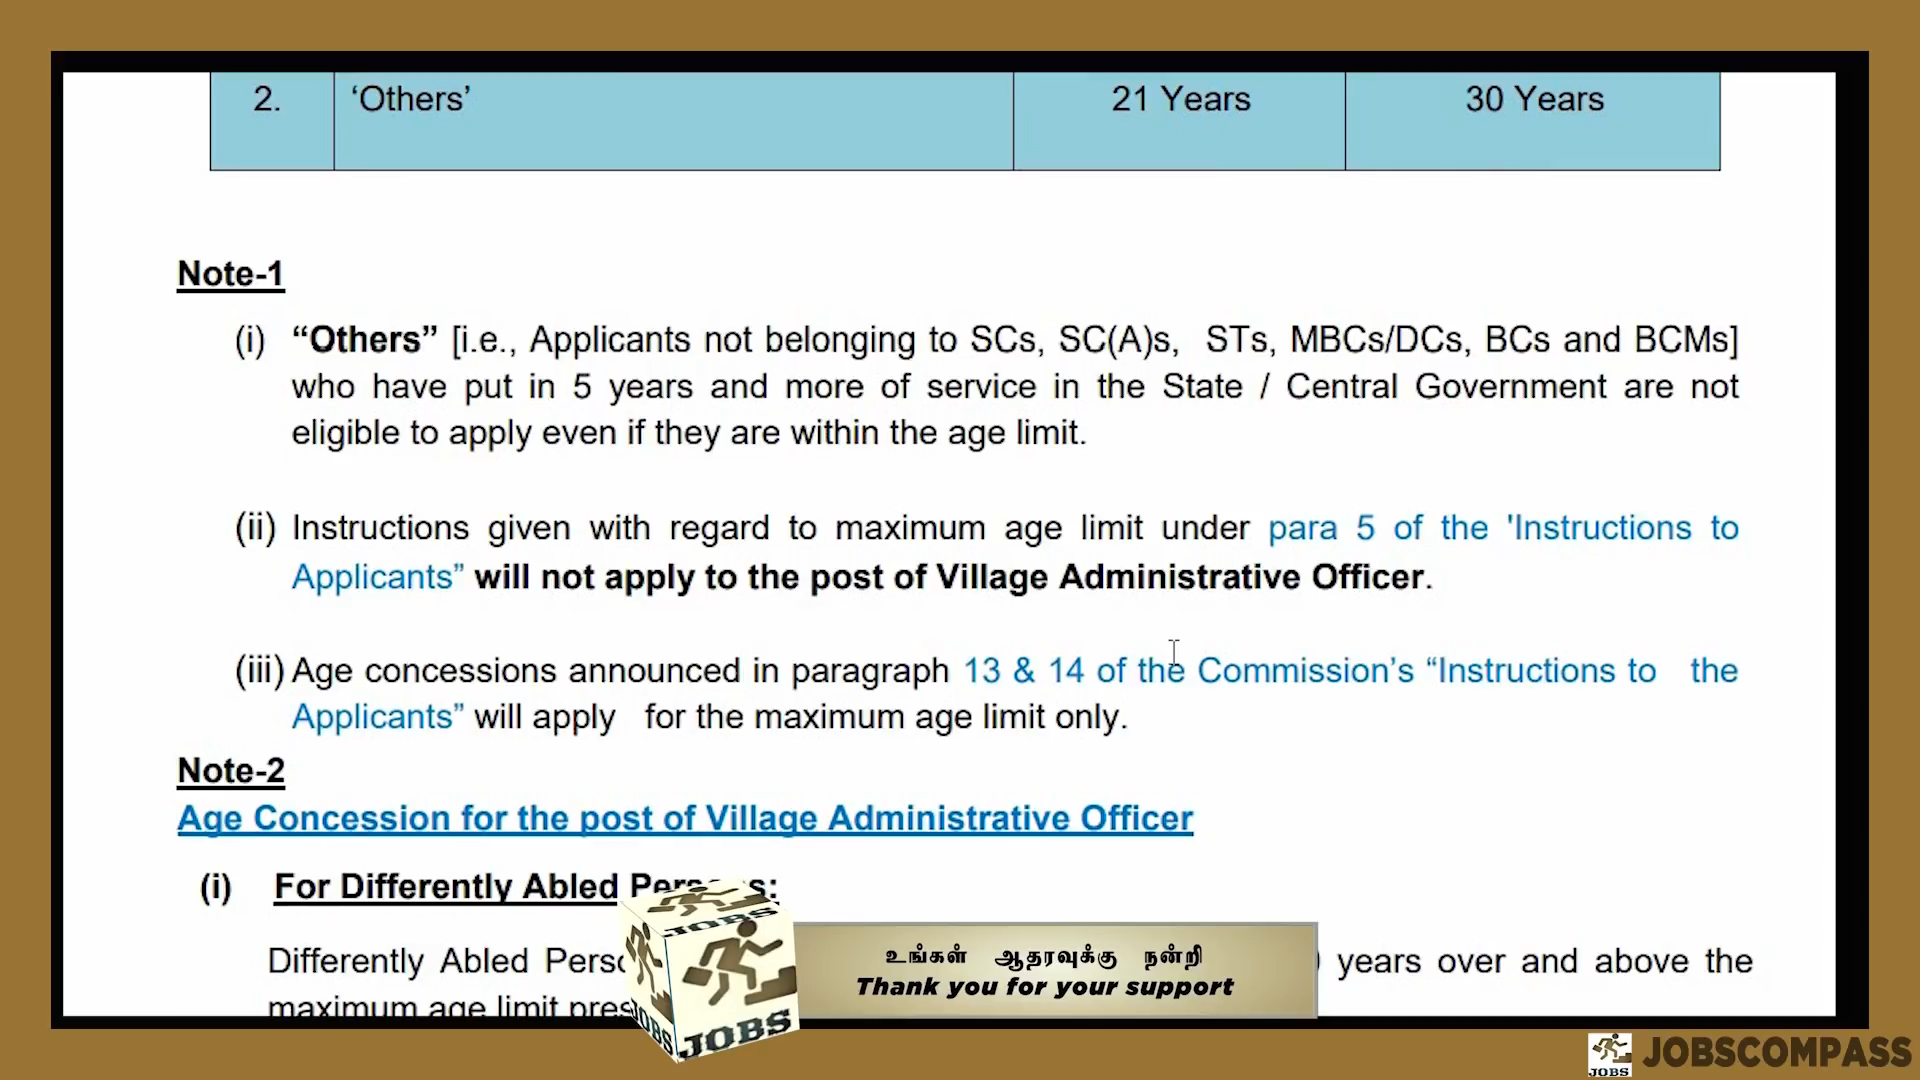 2. ‘Others’ 21 Years 30 Years
Note-1
(i) “Others” [i.e., Applicants not belonging to SCs, SC(A)s, STs, MBCs/DCs, BCs and BCMs]
who have put in 5 years and more of service in the State / Central Government are not
eligible to apply even if they are within the age limit.
(ii) Instructions given with regard to maximum age limit under para 5 of the 'Instructions to
Applicants” will not apply to the post of Village Administrative Officer.
(iii) Age concessions announced in paragraph 13 & 14 of the Commission’s “Instructions to the
Applicants” will apply for the maximum age limit only.
Note-2
Age Concession for the post of Village Administrative Officer
(i) For Differently Abled Persons:
Differently Abled years over and above the
maximum age limit
உங்கள் ஆதரவுக்கு நன்றி
Thank you for your support
JOBS
JOBS
JOBS
JOBS
JOBSCOMPASS